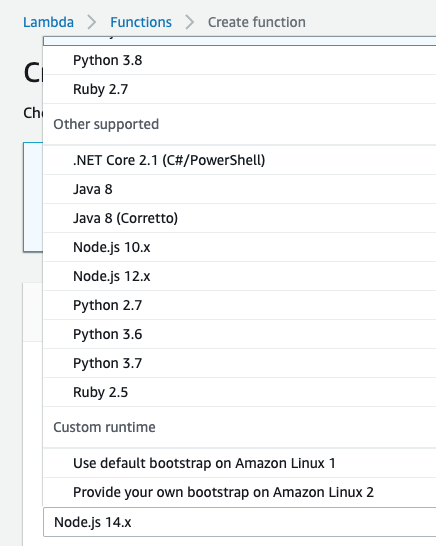 Lambda > Functions > Create function
Python 3.8
Ruby 2.7
Other supported
.NET Core 2.1 (C#/PowerShell)
Java 8
Java 8 (Corretto)
Node.js 10.x
Node.js 12.x
Python 2.7
Python 3.6
Python 3.7
Ruby 2.5
Custom runtime
Use default bootstrap on Amazon Linux 1
Provide your own bootstrap on Amazon Linux 2
Node.js 14.x